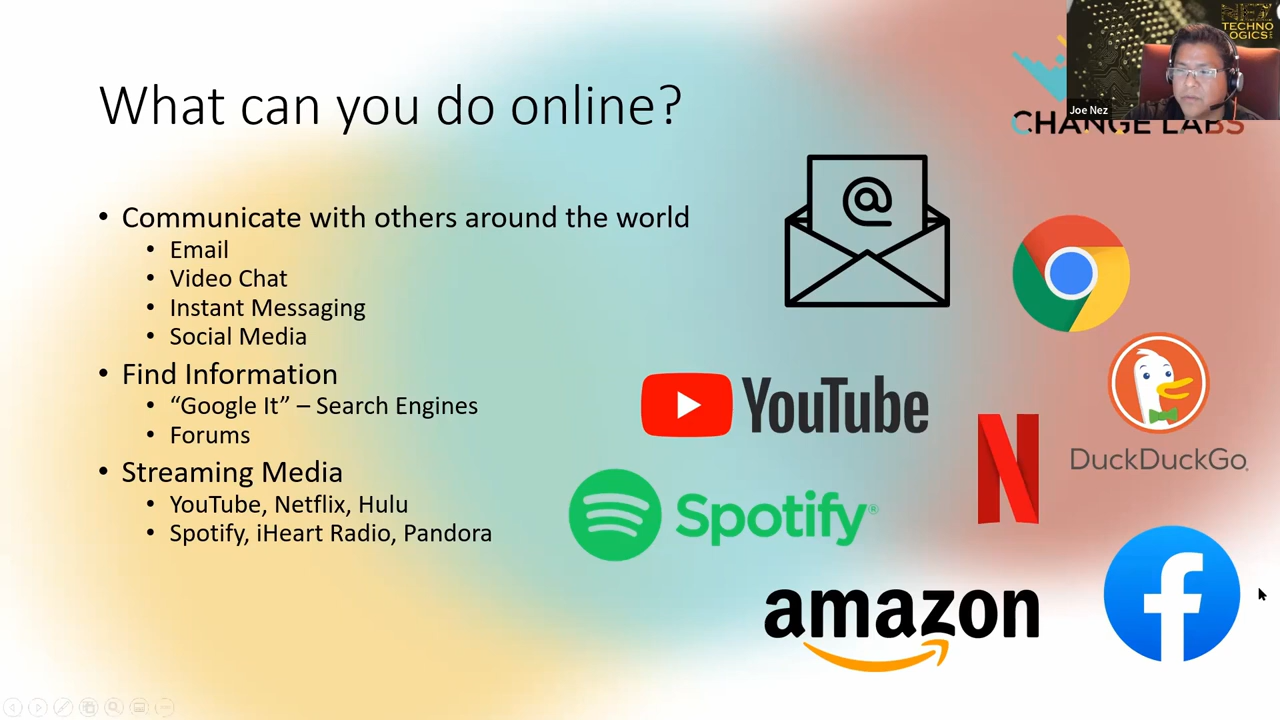 What can you do online?
• Communicate with others around the world
• Email
• Video Chat
• Instant Messaging
• Social Media
• Find Information
• “Google It” – Search Engines
• Forums
• Streaming Media
• YouTube, Netflix, Hulu
• Spotify, iHeart Radio, Pandora
NEZ
TECHNO
LOGICS
Joe Nez
CHANGE LABS
@
YouTube
DuckDuckGo
N
Spotify®
amazon
f